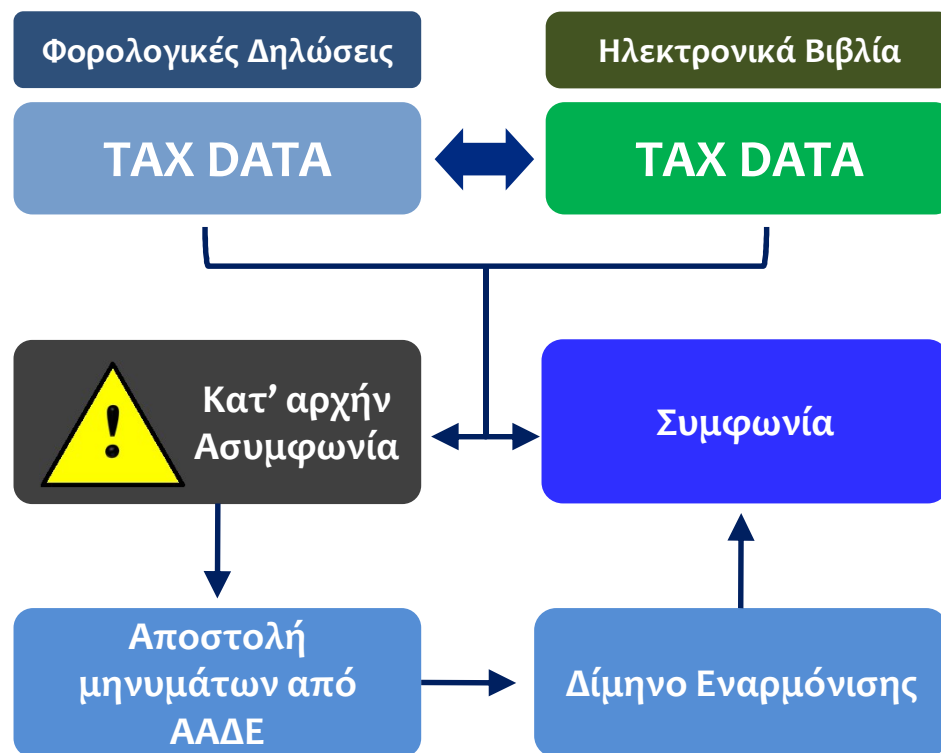 Φορολογικές Δηλώσεις
Ηλεκτρονικά Βιβλία
TAX DATA
TAX DATA
!
Κατ’ αρχήν
Ασυμφωνία
Συμφωνία
Αποστολή
μηνυμάτων από
ΑΑΔΕ
Δίμηνο Εναρμόνισης